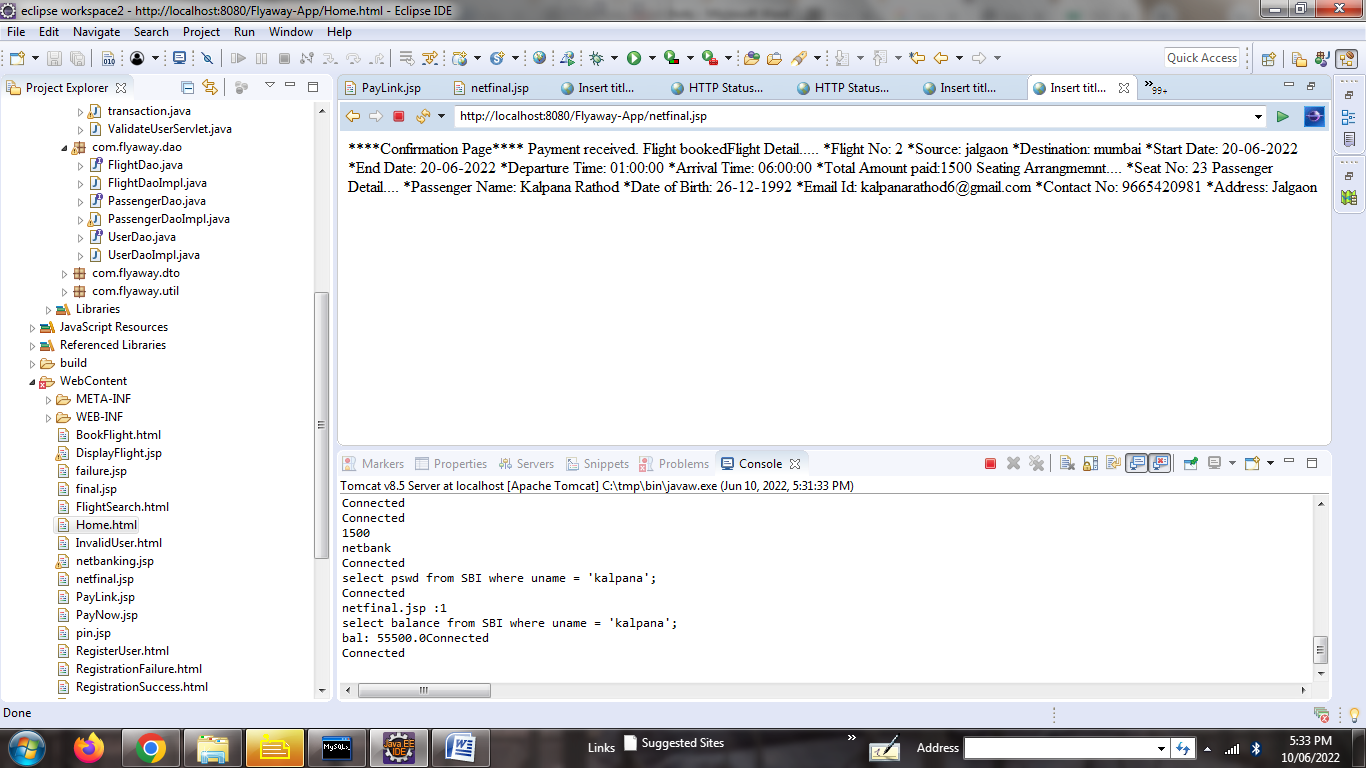 eclipse workspace2 - http://localhost:8080/Flyaway-App/Home.html - Eclipse IDE
File Edit Navigate Search Project Run Window Help
Quick Access
Project Explorer
transaction.java
ValidateUserServlet.java
com.flyaway.dao
FlightDao.java
FlightDaoImpl.java
PassengerDao.java
PassengerDaoImpl.java
UserDao.java
UserDaoImpl.java
com.flyaway.dto
com.flyaway.util
Libraries
JavaScript Resources
Referenced Libraries
build
WebContent
META-INF
WEB-INF
BookFlight.html
DisplayFlight.jsp
failure.jsp
final.jsp
FlightSearch.html
Home.html
InvalidUser.html
netbanking.jsp
netfinal.jsp
PayLink.jsp
PayNow.jsp
pin.jsp
RegisterUser.html
RegistrationFailure.html
RegistrationSuccess.html
PayLink.jsp netfinal.jsp Insert titl... HTTP Status... HTTP Status... Insert titl... Insert titl... »99+
http://localhost:8080/Flyaway-App/netfinal.jsp
****Confirmation Page**** Payment received. Flight bookedFlight Detail..... *Flight No: 2 *Source: jalgaon *Destination: mumbai *Start Date: 20-06-2022
*End Date: 20-06-2022 *Departure Time: 01:00:00 *Arrival Time: 06:00:00 *Total Amount paid:1500 Seating Arrangmemnt.... *Seat No: 23 Passenger
Detail.... *Passenger Name: Kalpana Rathod *Date of Birth: 26-12-1992 *Email Id: kalpanarathod6@gmail.com *Contact No: 9665420981 *Address: Jalgaon
Markers Properties Servers Snippets Problems Console
Tomcat v8.5 Server at localhost [Apache Tomcat] C:\tmp\bin\javaw.exe (Jun 10, 2022, 5:31:33 PM)
Connected
Connected
1500
netbank
Connected
select pswd from SBI where uname = 'kalpana';
Connected
netfinal.jsp :1
select balance from SBI where uname = 'kalpana';
bal: 55500.0Connected
Connected
Done
MySQL
Java EE
IDE
Links Suggested Sites » Address
5:33 PM
10/06/2022